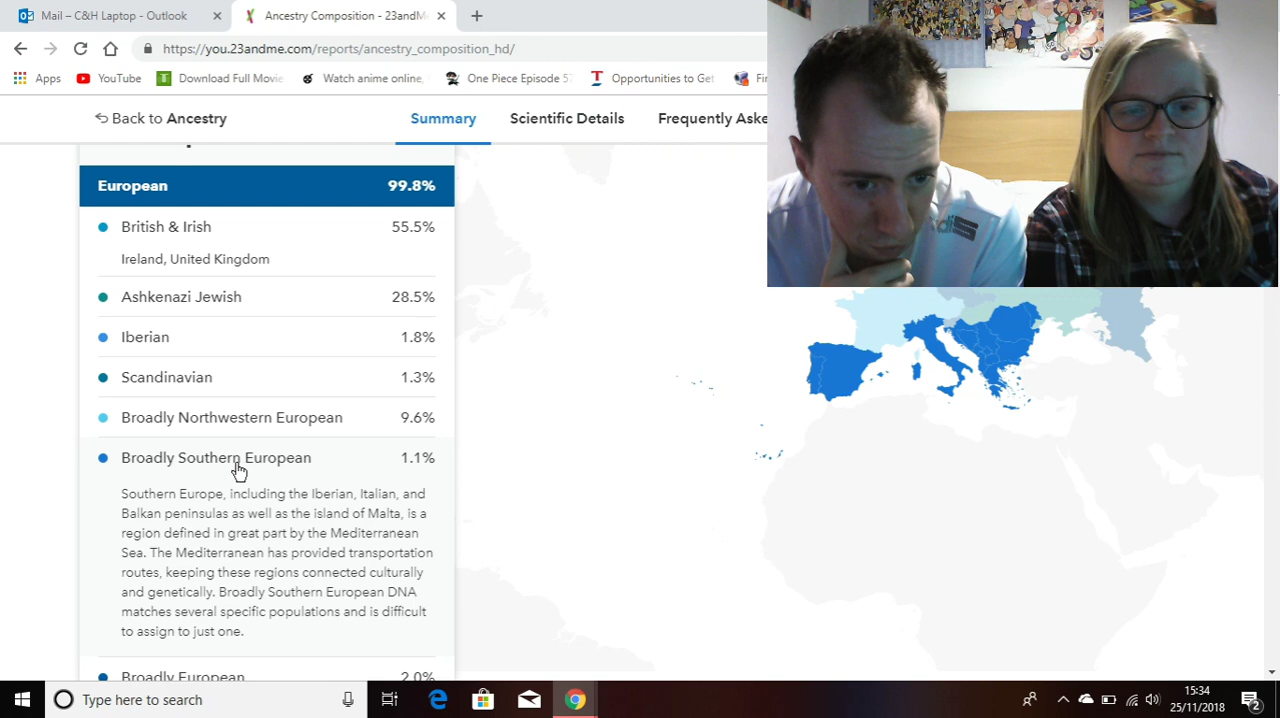 Mail – C&H Laptop - Outlook
Ancestry Composition - 23andMe
https://you.23andme.com/reports/ancestry_composition_hd/
Apps YouTube Download Full Movie Watch anime online, One Piece Episode 57 Opportunities to Get
Back to Ancestry
Summary Scientific Details Frequently Aske
European 99.8%
British & Irish 55.5%
Ireland, United Kingdom
Ashkenazi Jewish 28.5%
Iberian 1.8%
Scandinavian 1.3%
Broadly Northwestern European 9.6%
Broadly Southern European 1.1%
Southern Europe, including the Iberian, Italian, and
Balkan peninsulas as well as the island of Malta, is a
region defined in great part by the Mediterranean
Sea. The Mediterranean has provided transportation
routes, keeping these regions connected culturally
and genetically. Broadly Southern European DNA
matches several specific populations and is difficult
to assign to just one.
Broadly European 2.0%
Type here to search
15:34
25/11/2018
2